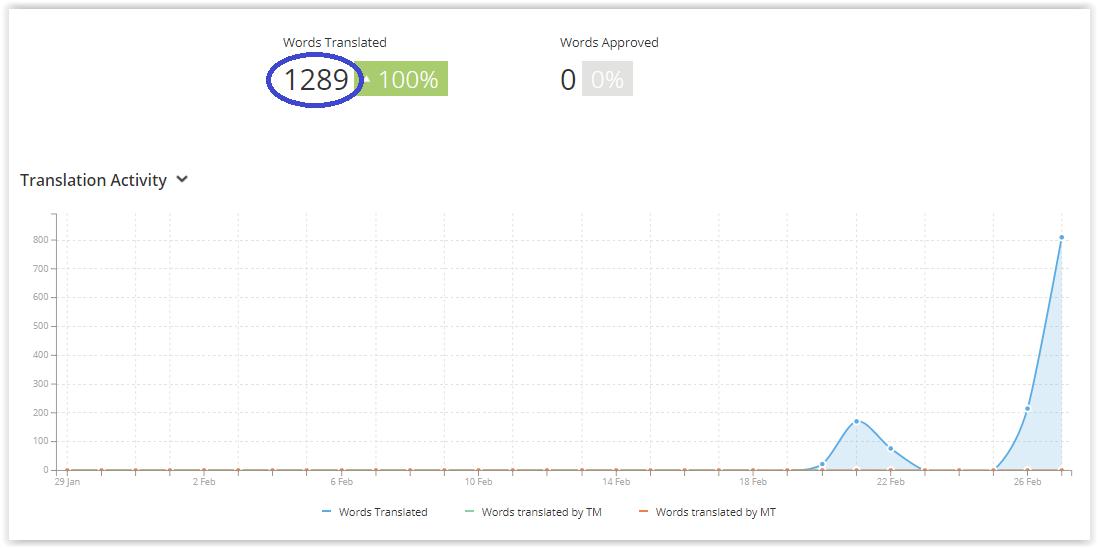 Words Translated Words Approved
1289 100% 0 0%
Translation Activity
800
700
600
500
400
300
200
100
0
29 Jan 2 Feb 6 Feb 10 Feb 14 Feb 18 Feb 22 Feb 26 Feb
Words Translated Words translated by TM Words translated by MT